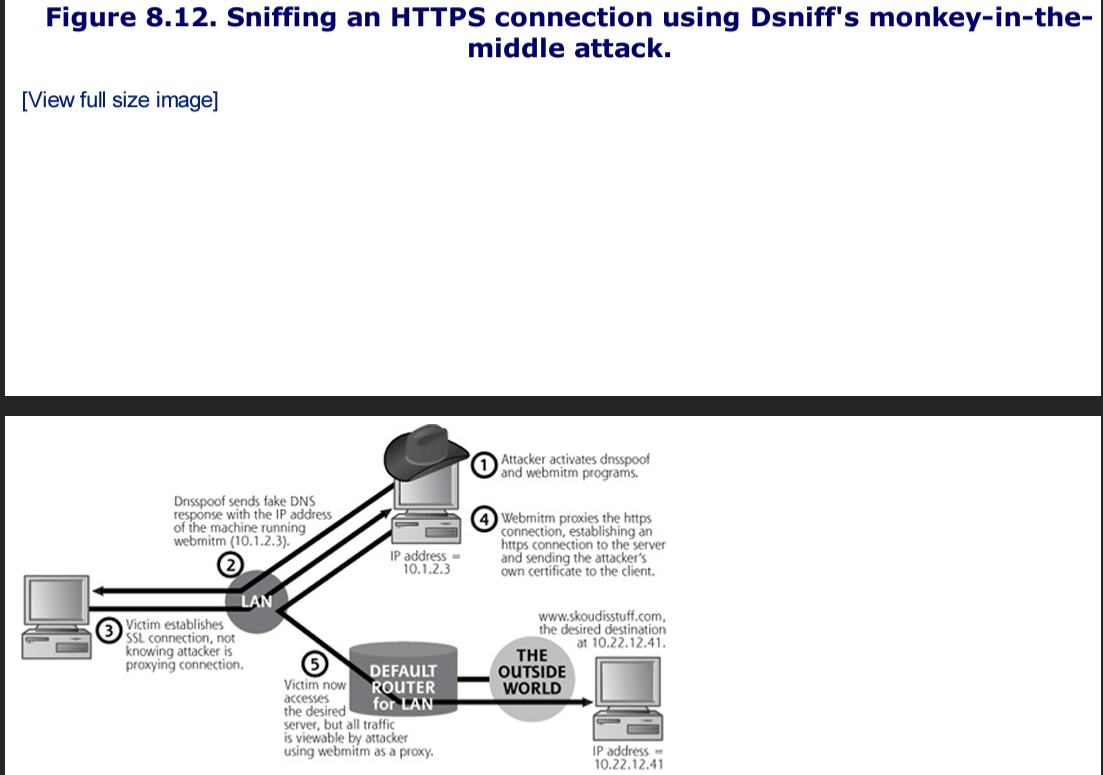 Figure 8.12. Sniffing an HTTPS connection using Dsniff's monkey-in-the-
middle attack.
[View full size image]
1 Attacker activates dnsspoof
and webmitm programs.
Dnsspoof sends fake DNS
response with the IP address
of the machine running
webmitm (10.1.2.3).
2
4 Webmitm proxies the https
connection, establishing an
https connection to the server
and sending the attacker's
own certificate to the client.
IP address =
10.1.2.3
LAN
3 Victim establishes
SSL connection, not
knowing attacker is
proxying connection.
www.skoudisstuff.com,
the desired destination
at 10.22.12.41.
5
Victim now
accesses
the desired
server, but all traffic
is viewable by attacker
using webmitm as a proxy.
DEFAULT
ROUTER
for LAN
THE
OUTSIDE
WORLD
IP address =
10.22.12.41